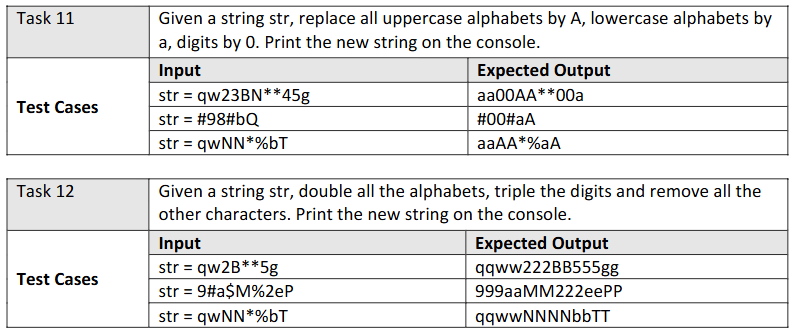 Task 11
Given a string str, replace all uppercase alphabets by A, lowercase alphabets by
a, digits by 0. Print the new string on the console.
Test Cases
Input Expected Output
str = qw23BN**45g aa00AA**00a
str = #98#bQ #00#aA
str = qwNN*%bT aaAA*%aA
Task 12
Given a string str, double all the alphabets, triple the digits and remove all the
other characters. Print the new string on the console.
Test Cases
Input Expected Output
str = qw2B**5g qqww222BB555gg
str = 9#a$M%2eP 999aaMM222eePP
str = qwNN*%bT qqwwNNNNbbTT